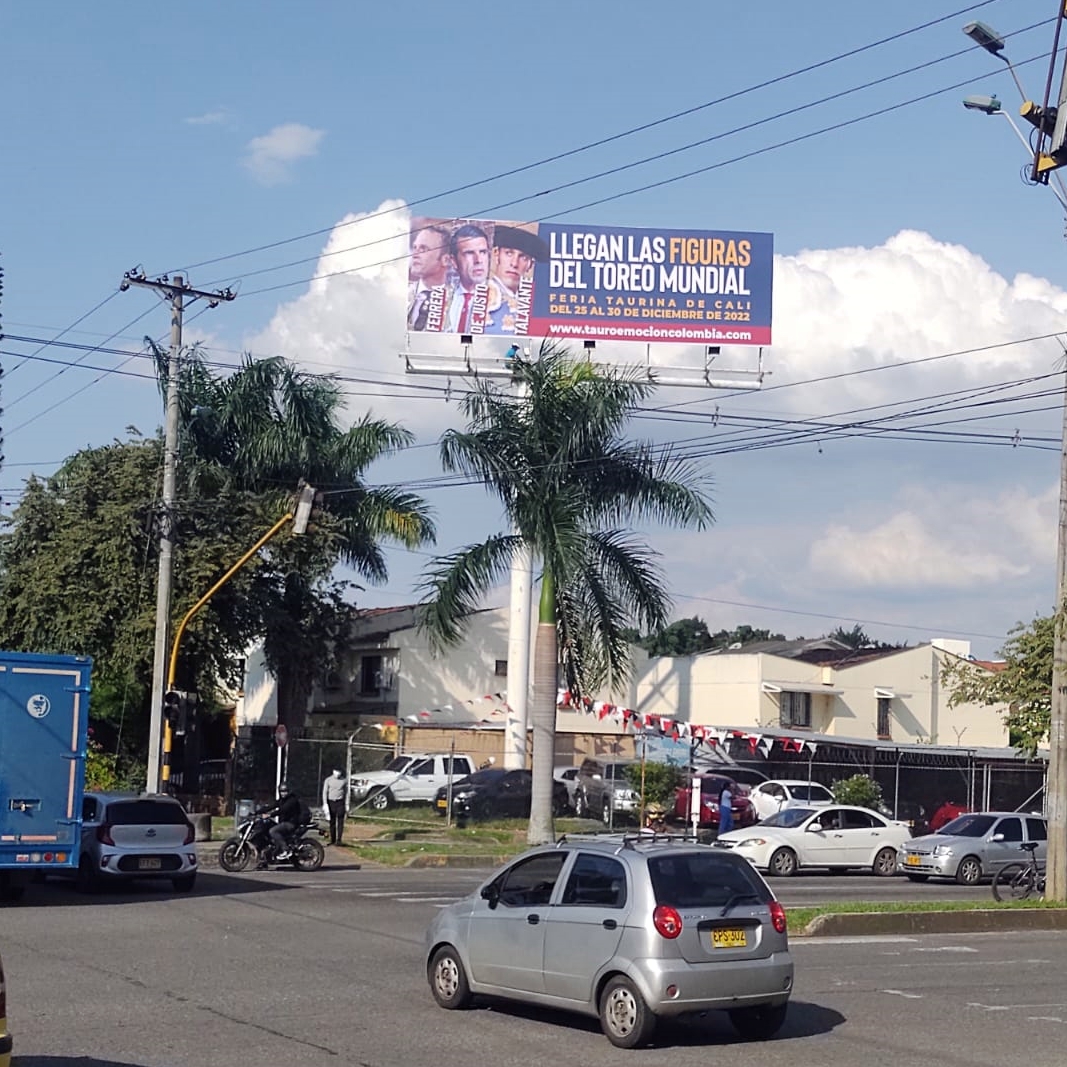 LLEGAN LAS FIGURAS
DEL TOREO MUNDIAL
FERIA TAURINA DE CALI
DEL 25 AL 30 DE DICIEMBRE DE 2022
www.tauroemocioncolombia.com
FERRERA
DE JUSTO
TALAVANTE
EPS-302